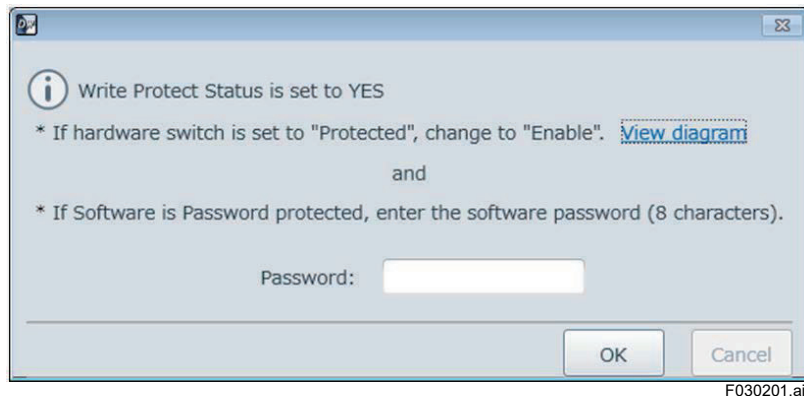 Write Protect Status is set to YES
* If hardware switch is set to "Protected", change to "Enable". View diagram
and
* If Software is Password protected, enter the software password (8 characters).
Password:
OK Cancel
F030201.ai